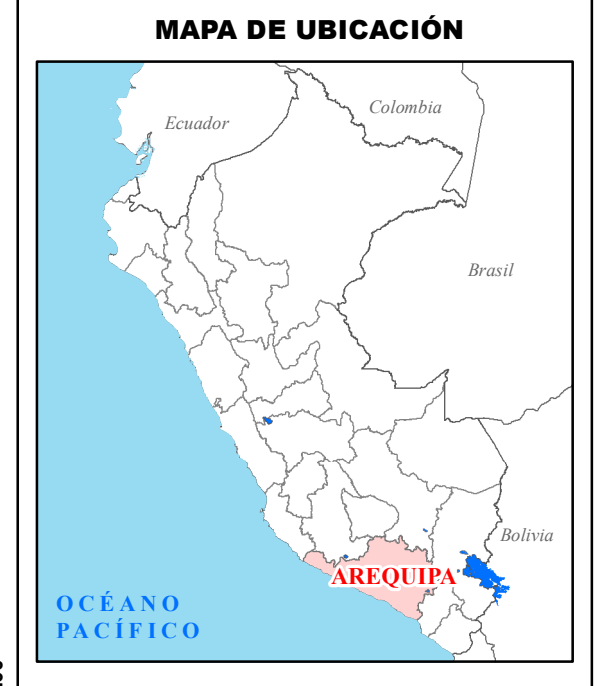 MAPA DE UBICACIÓN
Colombia
Ecuador
Brasil
Bolivia
AREQUIPA
OCÉANO
PACÍFICO